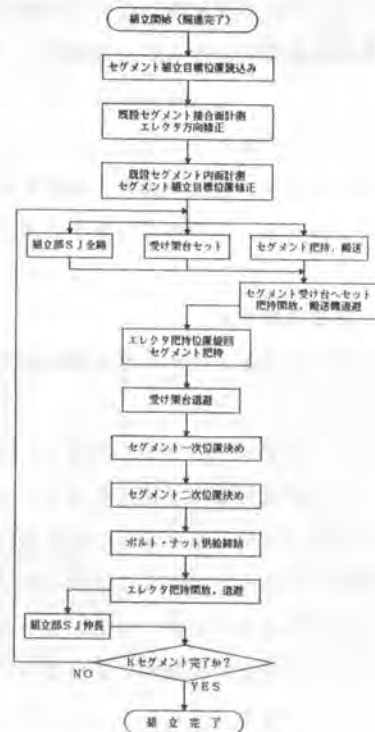 組立開始（掘進完了）
セグメント組立目標位置読込み
既設セグメント接合面計測
エレクタ方向修正
既設セグメント内面計測
セグメント組立目標位置修正
組立部ＳＪ全縮
受け架台セット
セグメント把持，輸送
セグメント受け台へセット
把持開放，輸送機退避
エレクタ把持位置旋回
セグメント把持
受け架台退避
セグメント一次位置決め
セグメント二次位置決め
ボルト・ナット供給締結
エレクタ把持開放，退避
組立部ＳＪ伸長
Ｋセグメント完了か？
ＮＯ
ＹＥＳ
組立完了